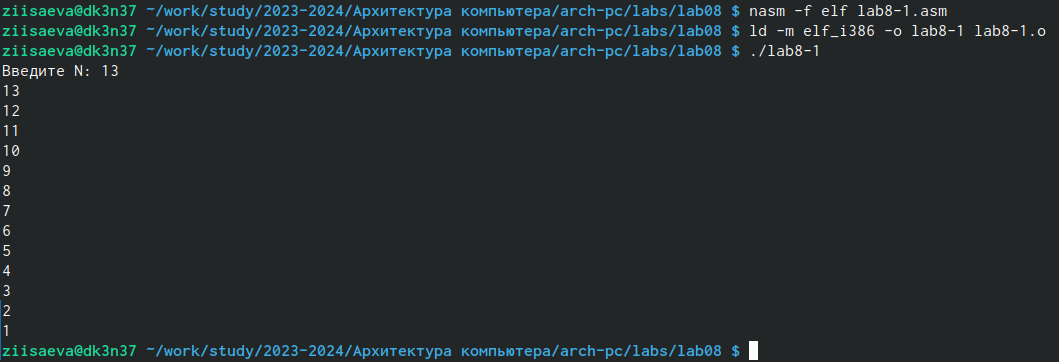 ziisaeva@dk3n37 ~/work/study/2023-2024/Архитектура компьютера/arch-pc/labs/lab08 $ nasm -f elf lab8-1.asm
ziisaeva@dk3n37 ~/work/study/2023-2024/Архитектура компьютера/arch-pc/labs/lab08 $ ld -m elf_i386 -o lab8-1 lab8-1.o
ziisaeva@dk3n37 ~/work/study/2023-2024/Архитектура компьютера/arch-pc/labs/lab08 $ ./lab8-1
Введите N: 13
13
12
11
10
9
8
7
6
5
4
3
2
1
ziisaeva@dk3n37 ~/work/study/2023-2024/Архитектура компьютера/arch-pc/labs/lab08 $